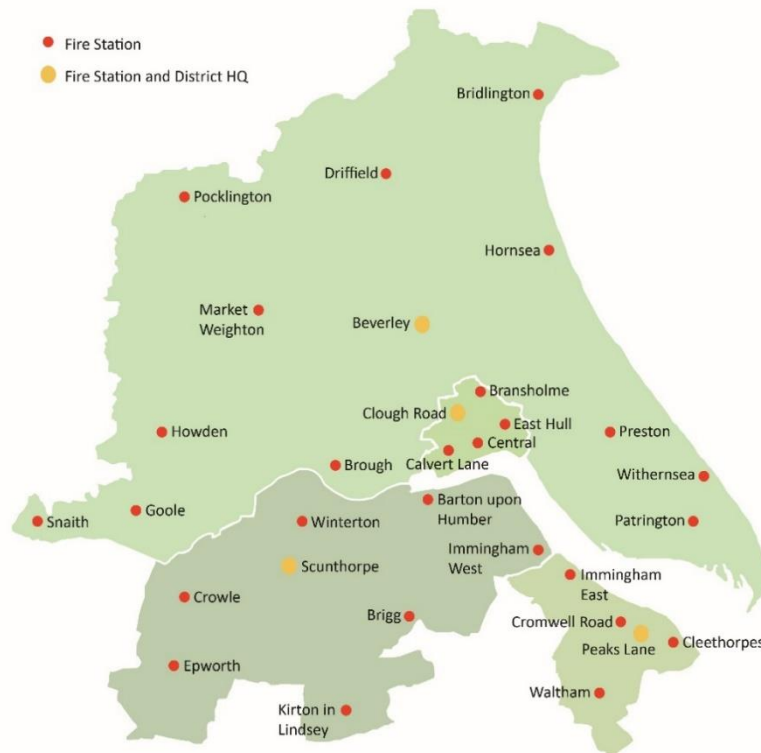 Fire Station
Fire Station and District HQ
Bridlington
Driffield
Pocklington
Hornsea
Market
Weighton
Beverley
Bransholme
Clough Road
East Hull
Howden
Central
Preston
Calvert Lane
Brough
Withernsea
Barton upon
Humber
Goole
Snaith
Winterton
Patrington
Immingham
West
Scunthorpe
Immingham
East
Crowle
Brigg
Cromwell Road
Peaks Lane
Cleethorpes
Epworth
Waltham
Kirton in
Lindsey